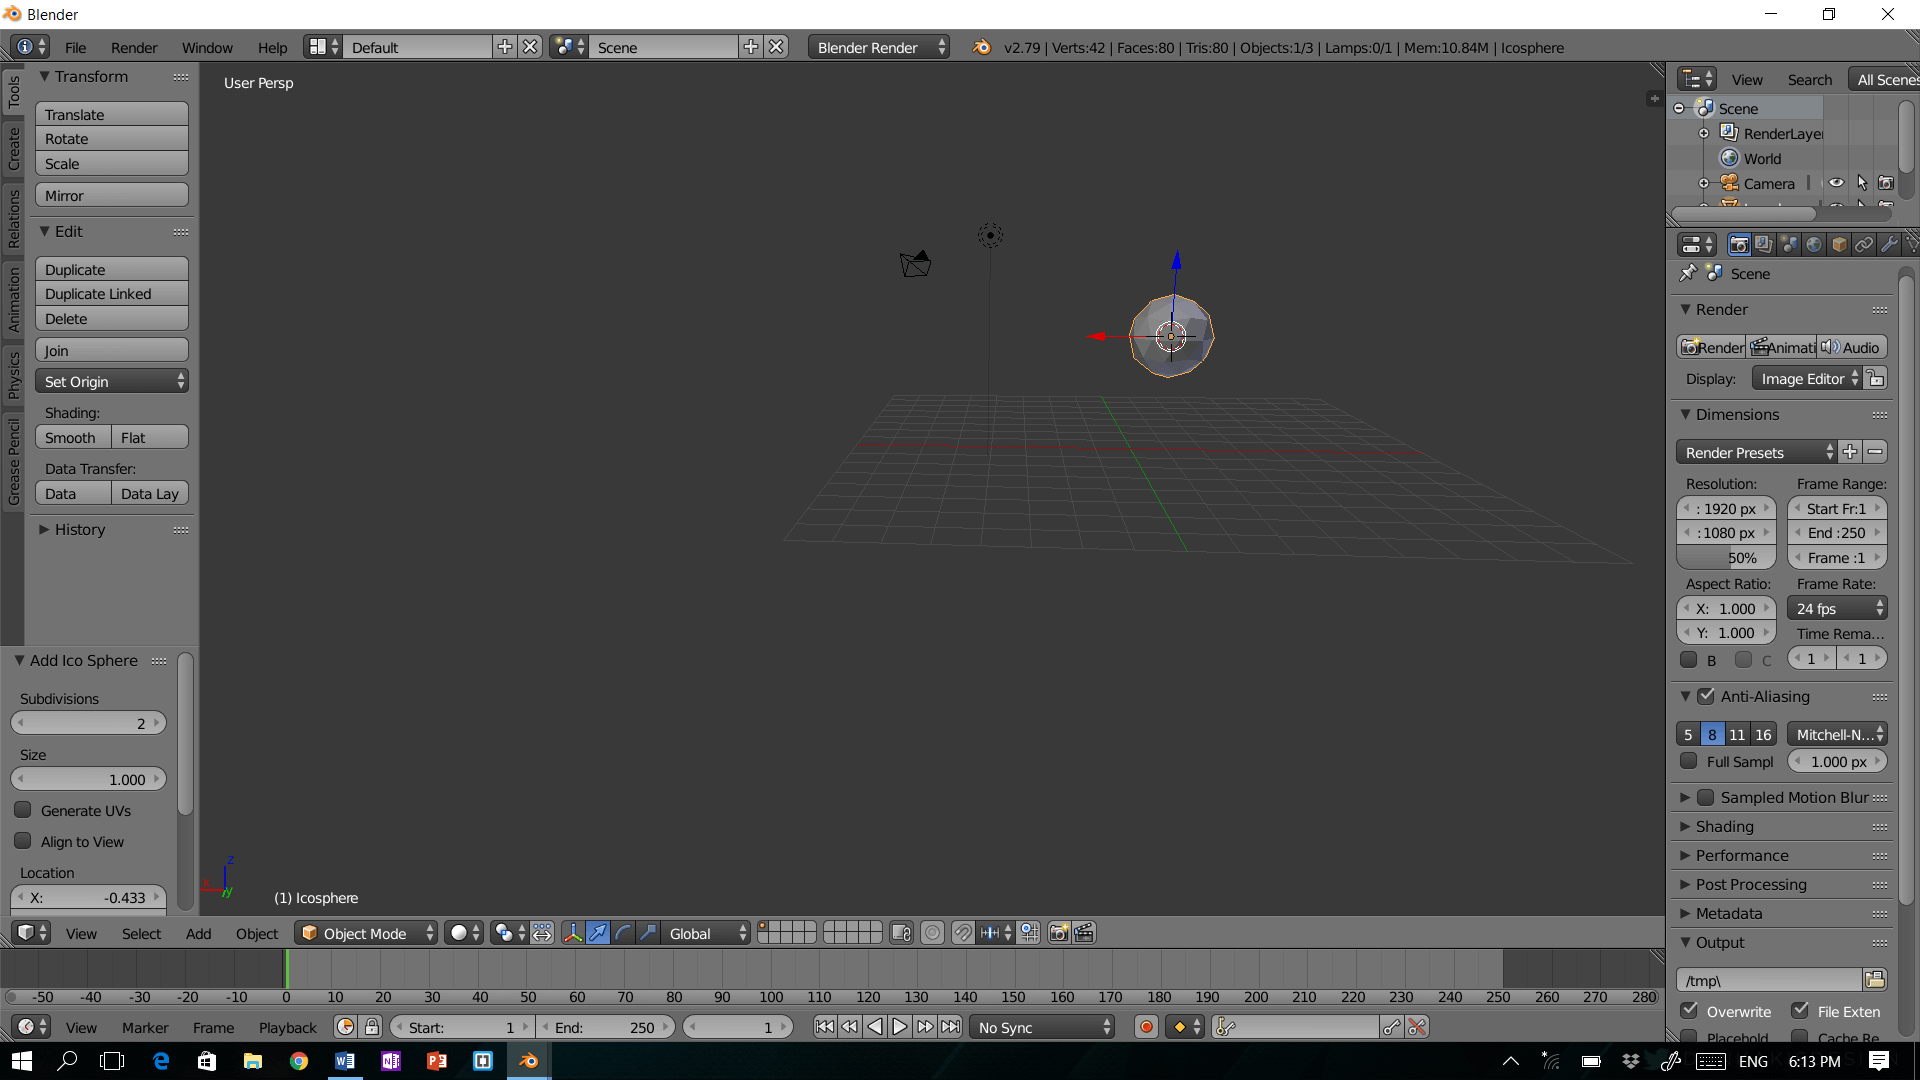 Blender
File Render Window Help Default Scene Blender Render v2.79 | Verts:42 | Faces:80 | Tris:80 | Objects:1/3 | Lamps:0/1 | Mem:10.84M | Icosphere
Tools
Create
Relations
Animation
Physics
Grease Pencil
Transform
Translate
Rotate
Scale
Mirror
Edit
Duplicate
Duplicate Linked
Delete
Join
Set Origin
Shading:
Smooth Flat
Data Transfer:
Data Data Lay
History
Add Ico Sphere
Subdivisions
2
Size
1.000
Generate UVs
Align to View
Location
X: -0.433
User Persp
z
x
y
(1) Icosphere
View Select Add Object Object Mode Global
-50 -40 -30 -20 -10 0 10 20 30 40 50 60 70 80 90 100 110 120 130 140 150 160 170 180 190 200 210 220 230 240 250 260 270 280
View Marker Frame Playback Start: 1 End: 250 1 No Sync
View Search All Scenes
Scene
RenderLayer
World
Camera
Scene
Render
Render Animati Audio
Display: Image Editor
Dimensions
Render Presets
Resolution: Frame Range:
: 1920 px Start Fr:1
:1080 px End :250
50% Frame :1
Aspect Ratio: Frame Rate:
X: 1.000 24 fps
Y: 1.000 Time Rema...
B C 1 1
Anti-Aliasing
5 8 11 16 Mitchell-N...
Full Sampl 1.000 px
Sampled Motion Blur
Shading
Performance
Post Processing
Metadata
Output
/tmp\
Overwrite File Exten
Placehold Cache Re
ENG 6:13 PM